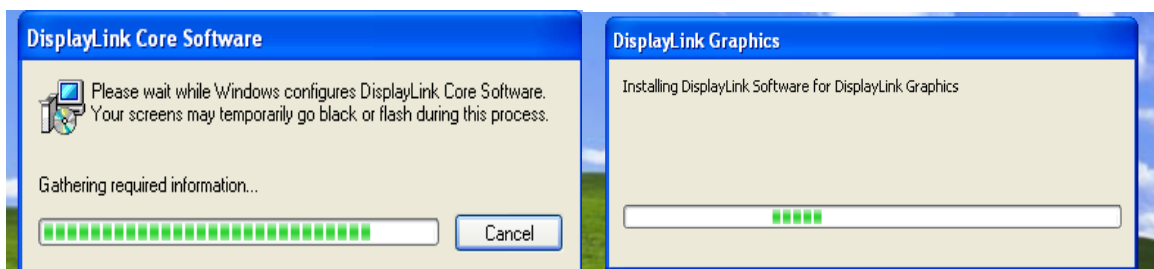 DisplayLink Core Software
Please wait while Windows configures DisplayLink Core Software.
Your screens may temporarily go black or flash during this process.
Gathering required information...
Cancel
DisplayLink Graphics
Installing DisplayLink Software for DisplayLink Graphics